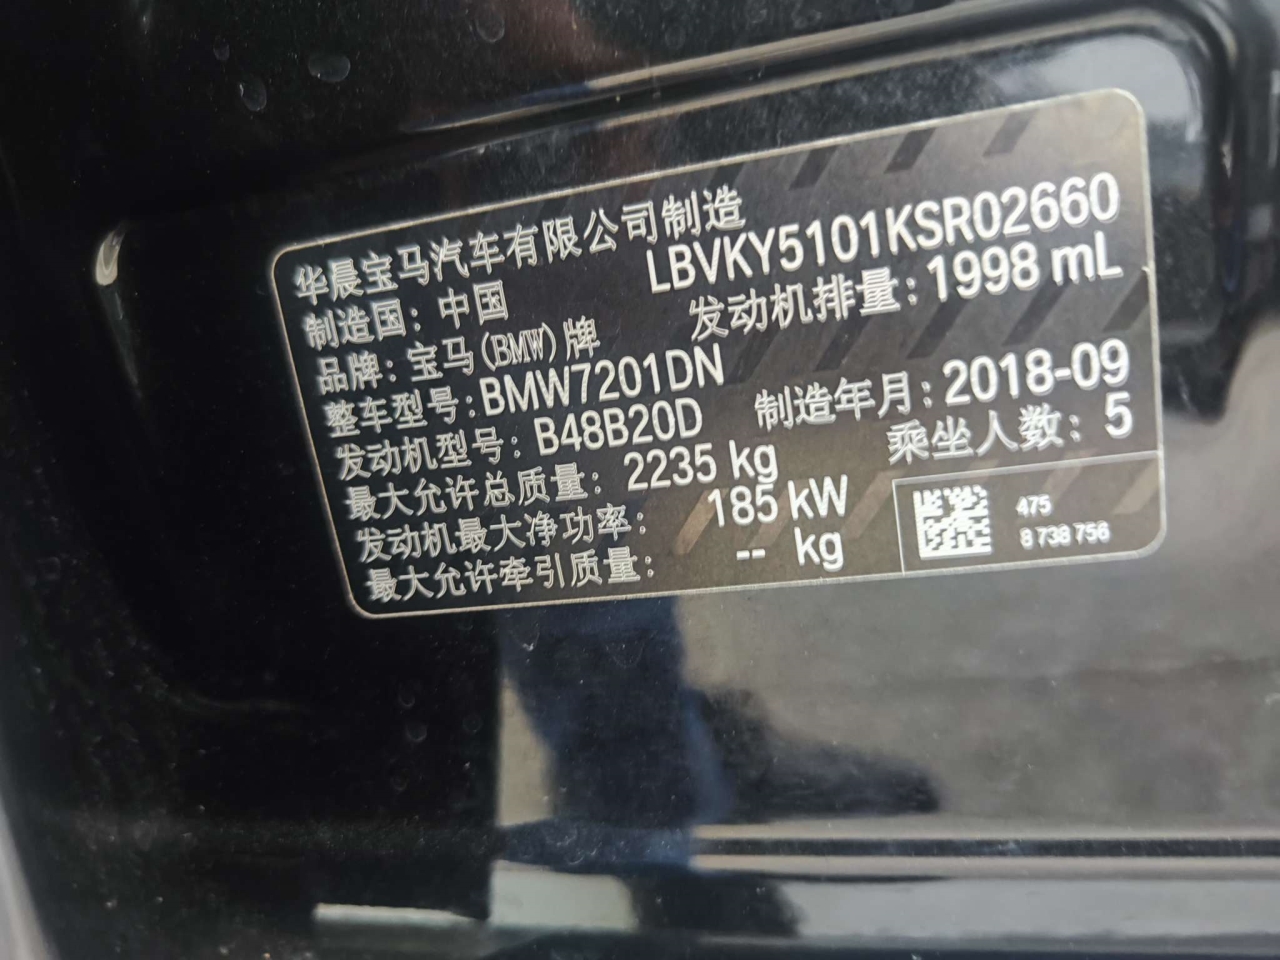 华晨宝马汽车有限公司制造
制造国：中国 LBVKY5101KSR02660
品牌：宝马(BMW)牌 发动机排量：1998 mL
整车型号：BMW7201DN
发动机型号：B48B20D 制造年月：2018-09
最大允许总质量：2235 kg 乘坐人数：5
发动机最大净功率：185 kW
最大允许牵引质量：-- kg
475
8 738 756